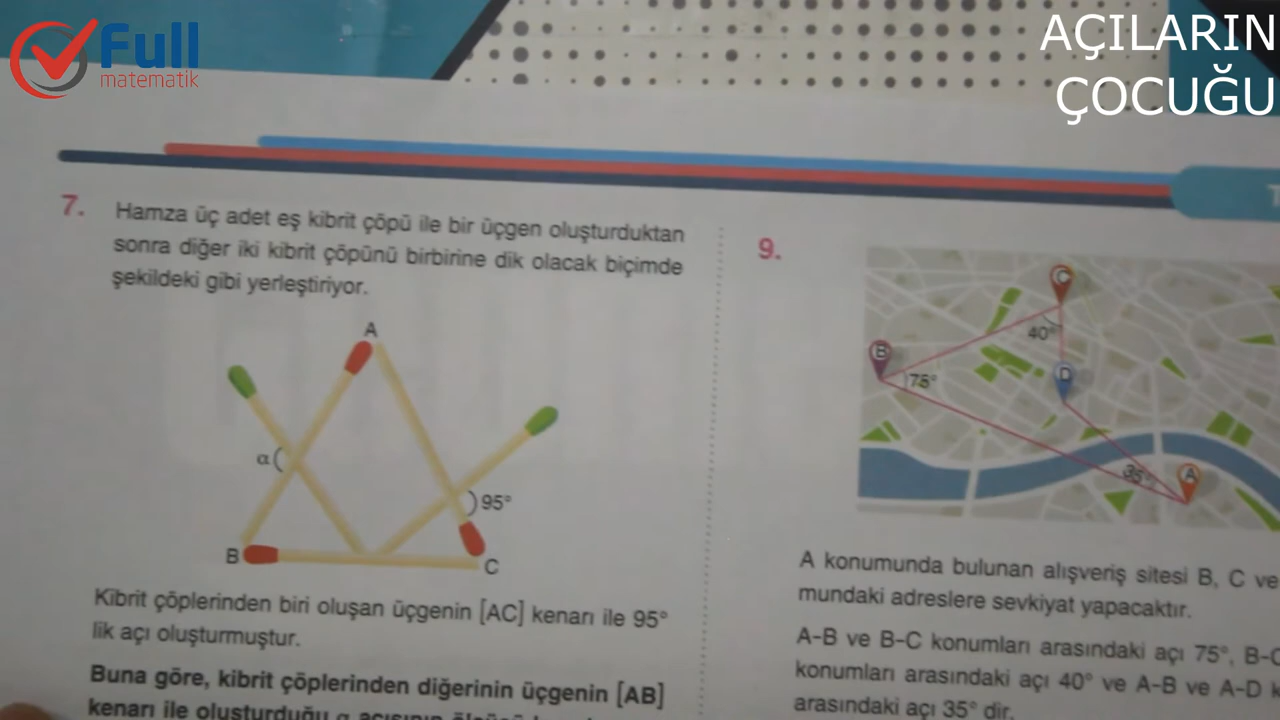 Full
matematik
AÇILARIN
ÇOCUĞU
7. Hamza üç adet eş kibrit çöpü ile bir üçgen oluşturduktan
sonra diğer iki kibrit çöpünü birbirine dik olacak biçimde
şekildeki gibi yerleştiriyor.
A
α
95°
B
C
Kibrit çöplerinden biri oluşan üçgenin [AC] kenarı ile 95°
lik açı oluşturmuştur.
Buna göre, kibrit çöplerinden diğerinin üçgenin [AB]
kenarı ile oluşturduğu α açısının
9.
C
40°
B
75°
D
35°
A
A konumunda bulunan alışveriş sitesi B, C ve
mundaki adreslere sevkiyat yapacaktır.
A-B ve B-C konumları arasındaki açı 75°, B-C
konumları arasındaki açı 40° ve A-B ve A-D
arasındaki açı 35° dir.